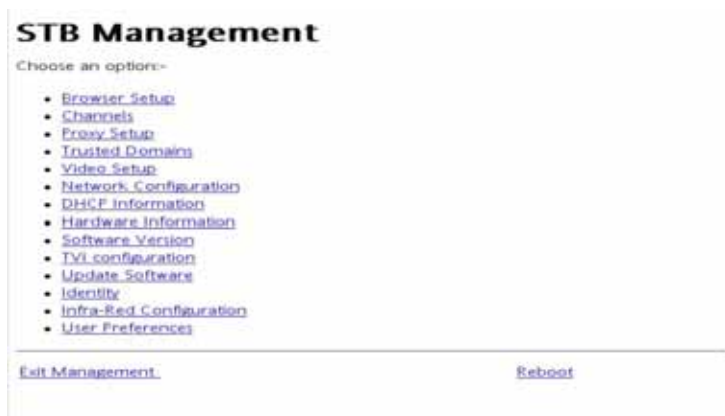 STB Management
Choose an option:-
Browser Setup
Channels
Proxy Setup
Trusted Domains
Video Setup
Network Configuration
DHCP Information
Hardware Information
Software Version
TVi configuration
Update Software
Identity
Infra-Red Configuration
User Preferences
Exit Management
Reboot